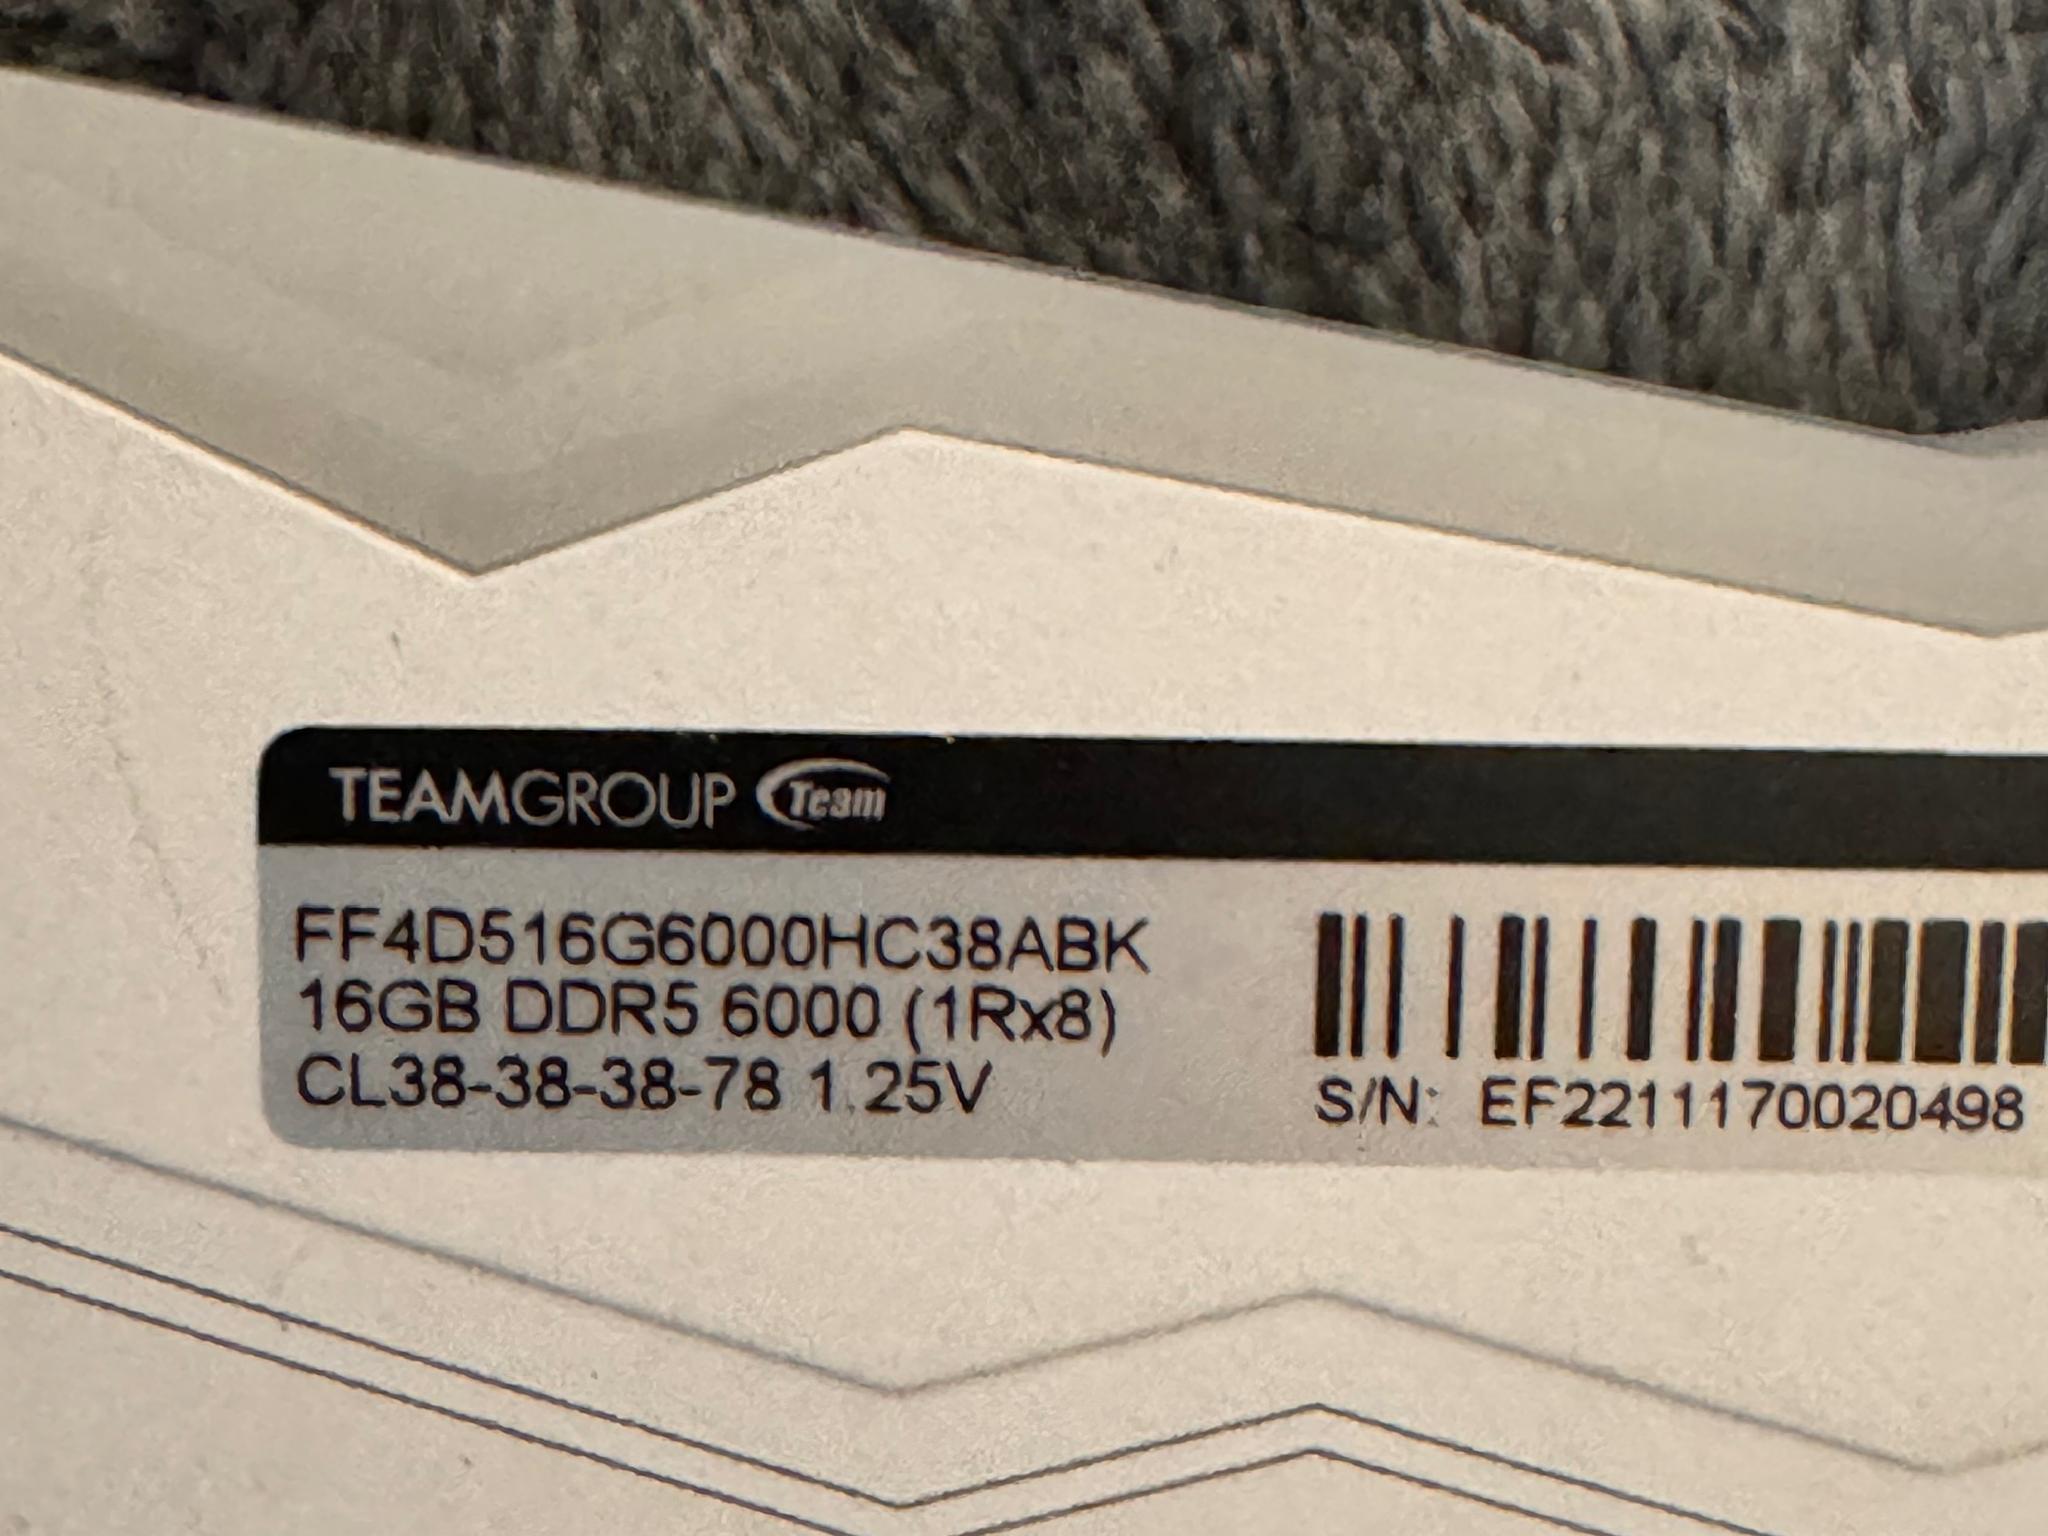 TEAMGROUP Team
FF4D516G6000HC38ABK
16GB DDR5 6000 (1Rx8)
CL38-38-38-78 1.25V
S/N: EF2211170020498